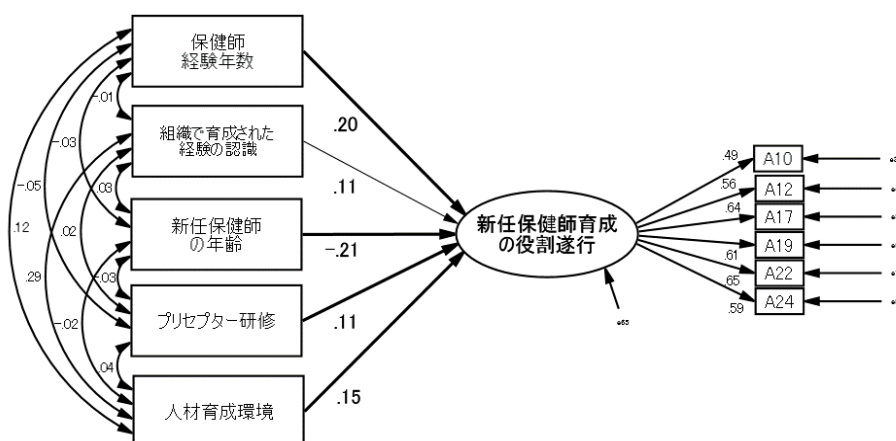 保健師
経験年数
組織で育成された
経験の認識
新任保健師
の年齢
プリセプター研修
人材育成環境
-.01
-.03
.03
-.05
.12
.02
-.03
.29
-.02
.04
.20
.11
-.21
.11
.15
新任保健師育成
の役割遂行
e63
.49
.56
.64
.61
.65
.59
A10
A12
A17
A19
A22
A24